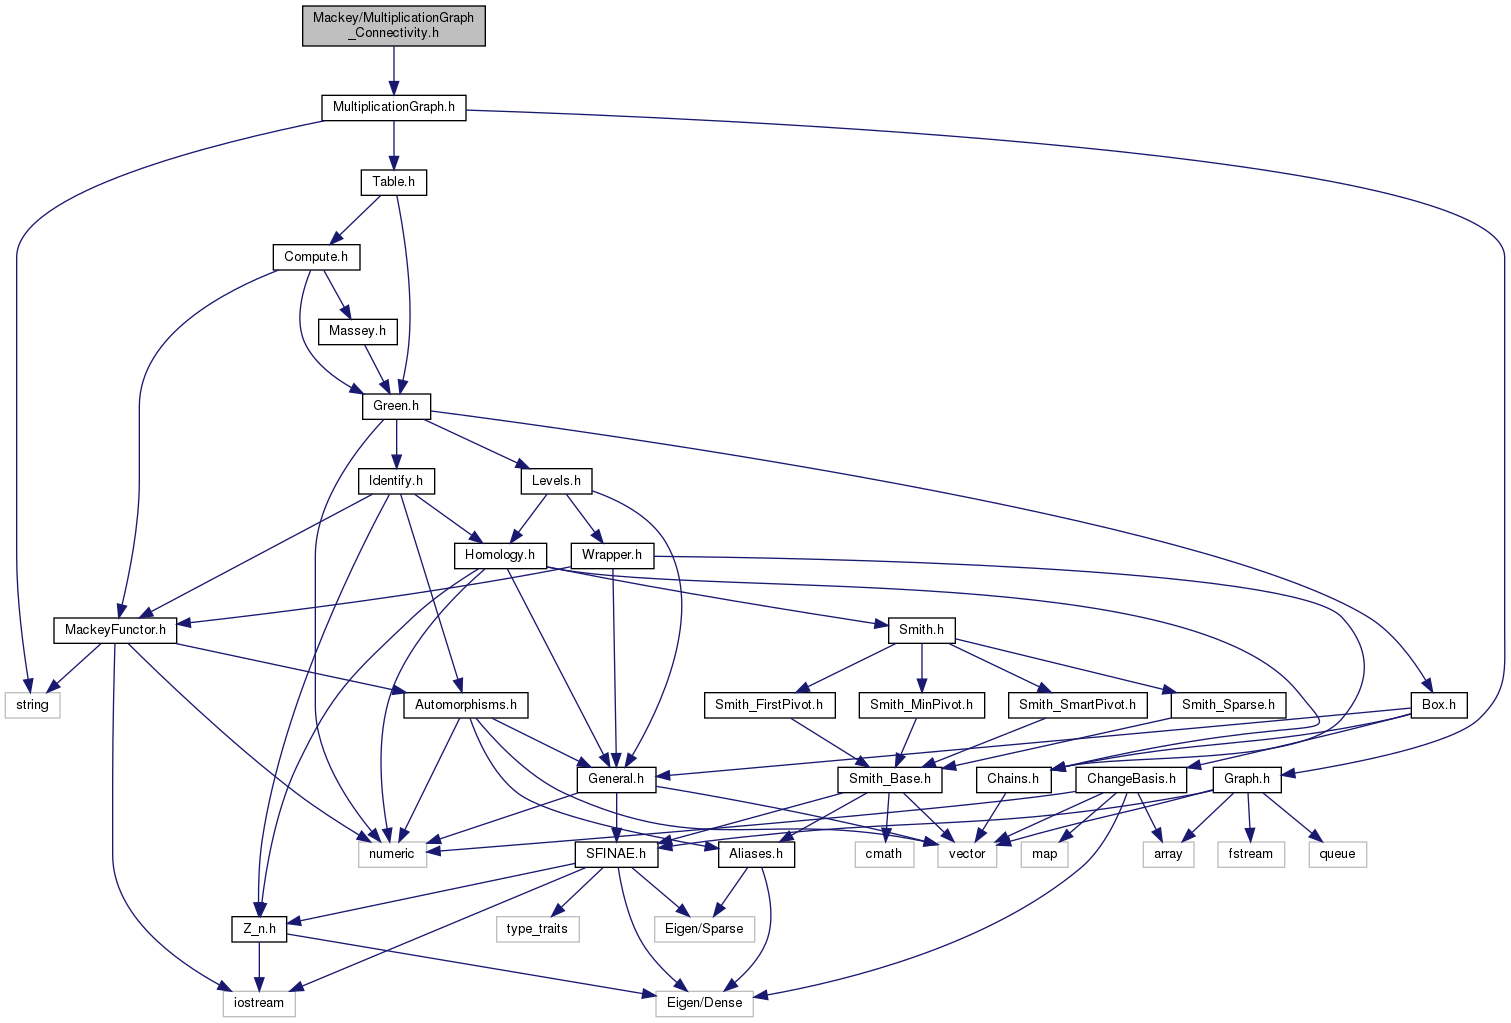 Mackey/MultiplicationGraph
_Connectivity.h
MultiplicationGraph.h
Table.h
Compute.h
Massey.h
Green.h
Identify.h
Levels.h
Homology.h
Wrapper.h
MackeyFunctor.h
Smith.h
string
Automorphisms.h
Smith_FirstPivot.h
Smith_MinPivot.h
Smith_SmartPivot.h
Smith_Sparse.h
Box.h
General.h
Smith_Base.h
Chains.h
ChangeBasis.h
Graph.h
numeric
SFINAE.h
Aliases.h
cmath
vector
map
array
fstream
queue
Z_n.h
type_traits
Eigen/Sparse
iostream
Eigen/Dense